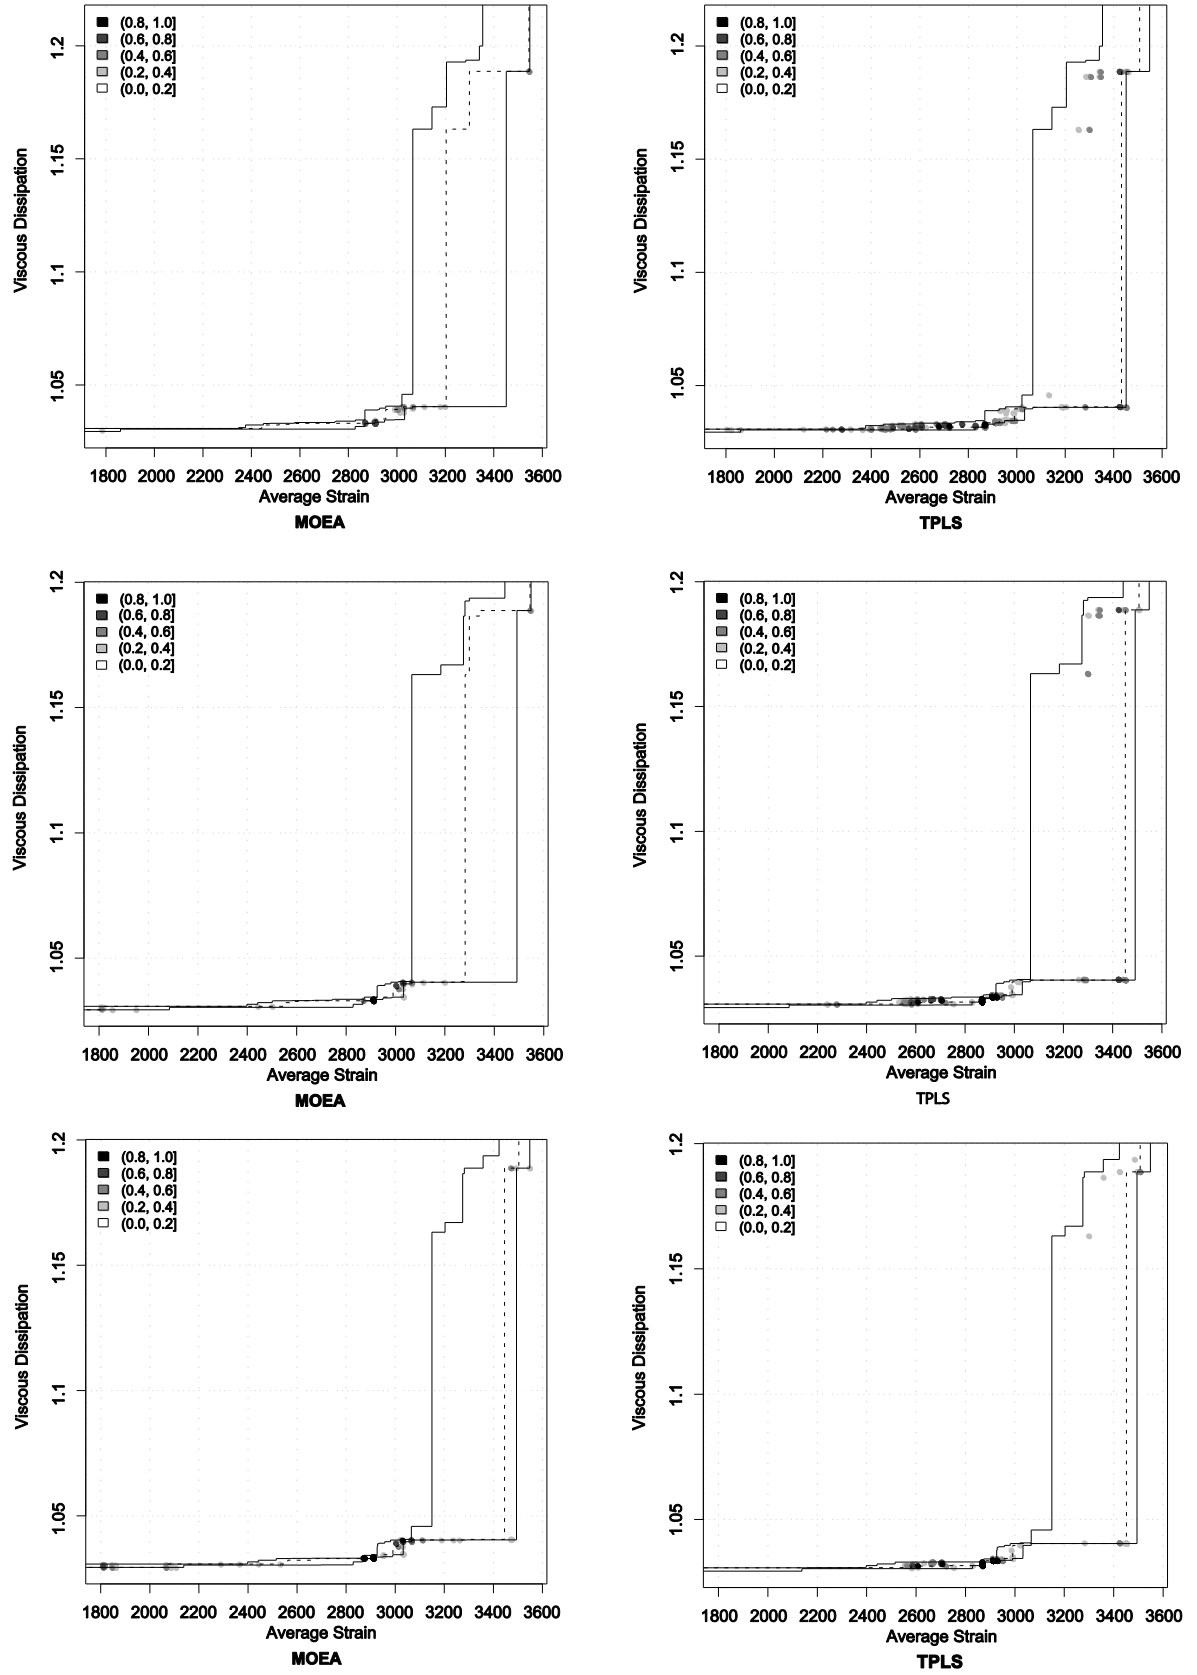 (0.8, 1.0]
(0.6, 0.8]
(0.4, 0.6]
(0.2, 0.4]
(0.0, 0.2]
1.2
1.15
1.1
1.05
Viscous Dissipation
2000 2200 2400 2600 2800 3000 3200 3400 3600
Average Strain
MOEA
(0.8, 1.0]
(0.6, 0.8]
(0.4, 0.6]
(0.2, 0.4]
(0.0, 0.2]
1.2
1.15
1.1
1.05
Viscous Dissipation
1800 2000 2200 2400 2600 2800 3000 3200 3400 3600
Average Strain
TPLS
(0.8, 1.0]
(0.6, 0.8]
(0.4, 0.6]
(0.2, 0.4]
(0.0, 0.2]
1.2
1.15
1.1
1.05
Viscous Dissipation
1800 2000 2200 2400 2600 2800 3000 3200 3400 3600
Average Strain
MOEA
(0.8, 1.0]
(0.6, 0.8]
(0.4, 0.6]
(0.2, 0.4]
(0.0, 0.2]
1.2
1.15
1.1
1.05
Viscous Dissipation
1800 2000 2200 2400 2600 2800 3000 3200 3400 3600
Average Strain
TPLS
(0.8, 1.0]
(0.6, 0.8]
(0.4, 0.6]
(0.2, 0.4]
(0.0, 0.2]
1.2
1.15
1.1
1.05
Viscous Dissipation
1800 2000 2200 2400 2600 2800 3000 3200 3400 3600
Average Strain
MOEA
(0.8, 1.0]
(0.6, 0.8]
(0.4, 0.6]
(0.2, 0.4]
(0.0, 0.2]
1.2
1.15
1.1
1.05
Viscous Dissipation
1800 2000 2200 2400 2600 2800 3000 3200 3400 3600
Average Strain
TPLS